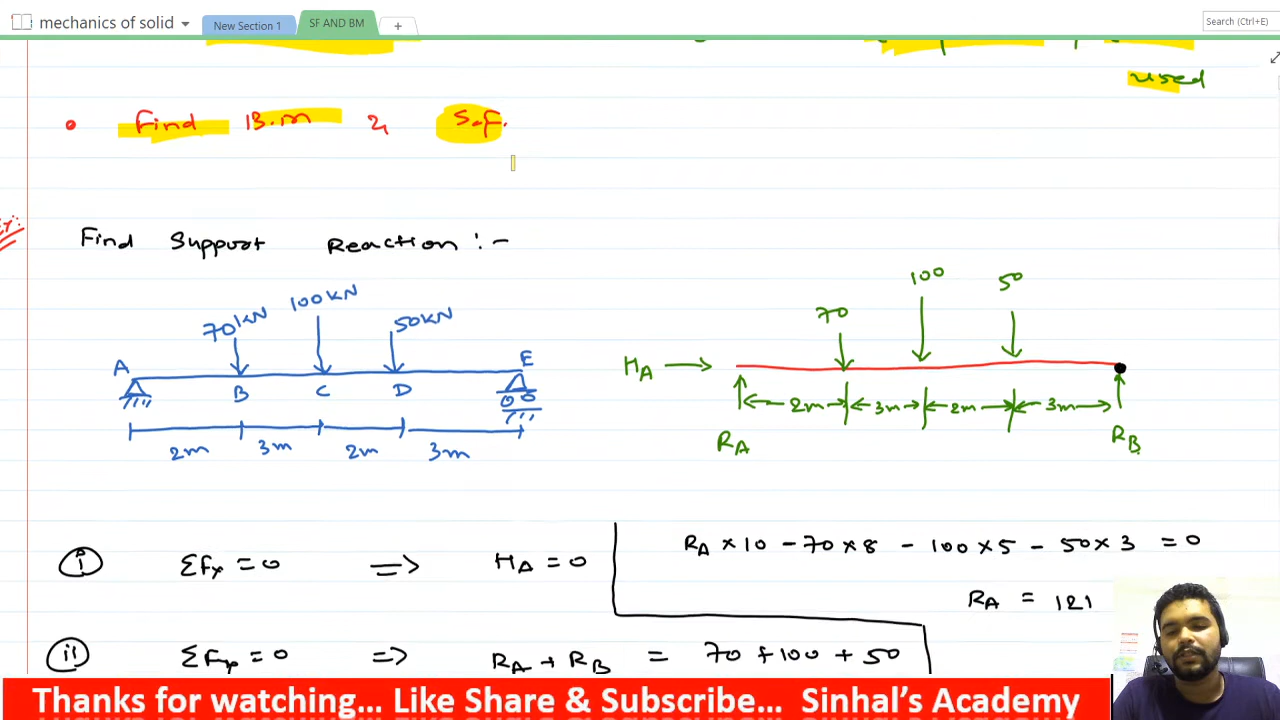 mechanics of solid
New Section 1
SF AND BM
+
Search (Ctrl+E)
used
• Find B.M & S.F.
Ex:-
Find Support Reaction :-
70kN
100kN
50kN
A
B
C
D
E
2m
3m
2m
3m
70
100
50
HA
2m
3m
2m
3m
RA
RB
i
ΣFx = 0 ⇒ HA = 0
RA × 10 - 70 × 8 - 100 × 5 - 50 × 3 = 0
RA = 121
ii
ΣFy = 0 ⇒ RA + RB = 70 + 100 + 50
Thanks for watching... Like Share & Subscribe... Sinhal's Academy